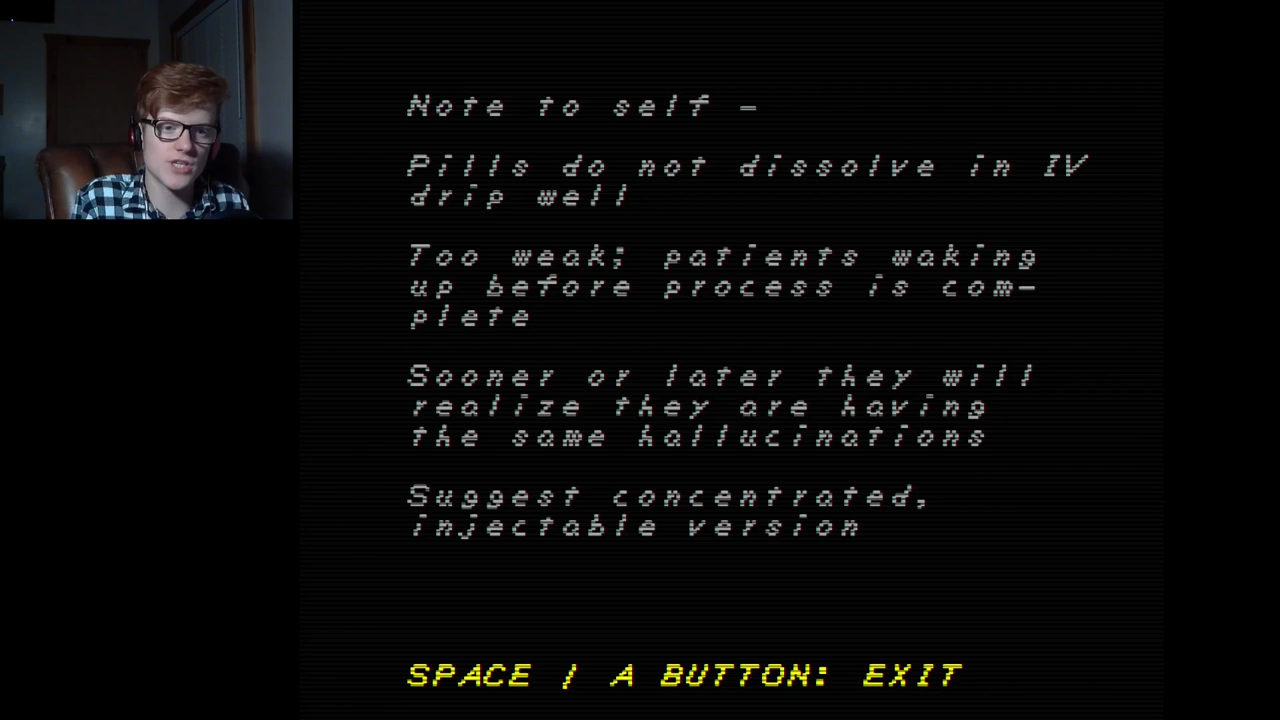 Note to self -
Pills do not dissolve in IV
drip well
Too weak; patients waking
up before process is com-
plete
Sooner or later they will
realize they are having
the same hallucinations
Suggest concentrated,
injectable version
SPACE / A BUTTON: EXIT